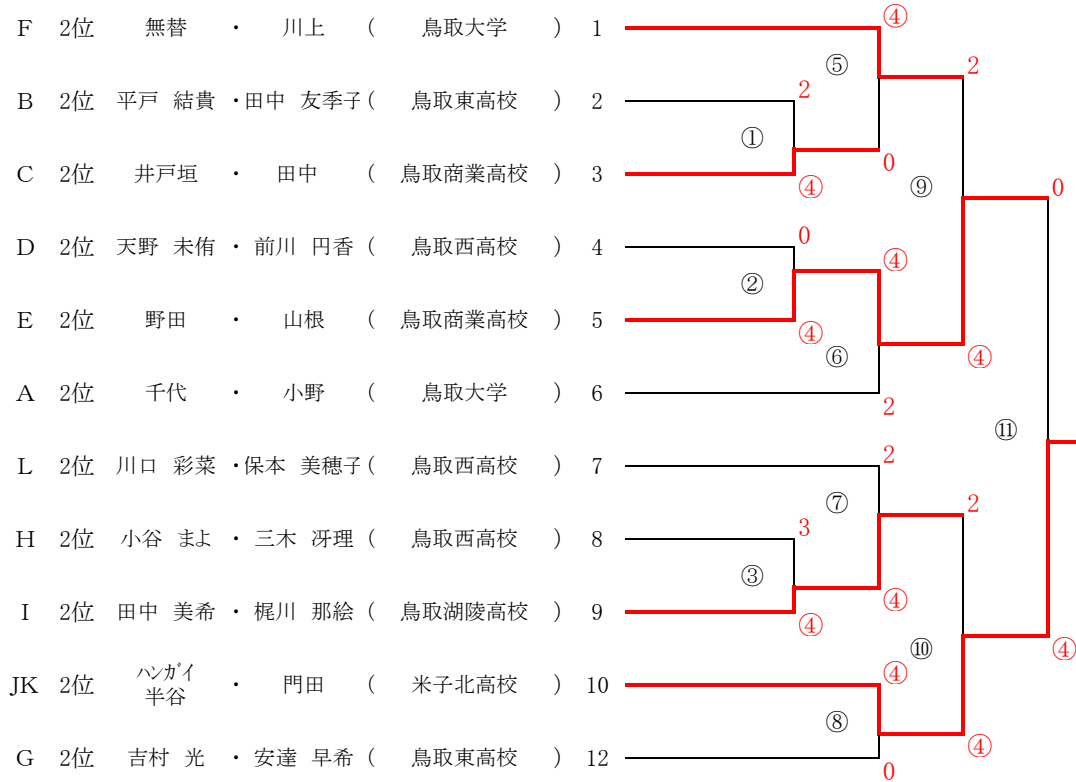 ④
F 2位 無替 ・ 川上 ( 鳥取大学 ) 1
⑤ 2
2
B 2位 平戸 結貴 ・田中 友季子( 鳥取東高校 ) 2
①
0
C 2位 井戸垣 ・ 田中 ( 鳥取商業高校 ) 3
④ ⑨ 0
0
D 2位 天野 未侑 ・ 前川 円香 ( 鳥取西高校 ) 4
④
②
E 2位 野田 ・ 山根 ( 鳥取商業高校 ) 5
④
⑥ ④
A 2位 千代 ・ 小野 ( 鳥取大学 ) 6
2
⑪
2
L 2位 川口 彩菜 ・保本 美穂子( 鳥取西高校 ) 7
⑦ 2
3
H 2位 小谷 まよ ・ 三木 冴理 ( 鳥取西高校 ) 8
③
④
I 2位 田中 美希 ・ 梶川 那絵 ( 鳥取湖陵高校 ) 9
④
⑩ ④
④
ハンガイ
JK 2位 半谷 ・ 門田 ( 米子北高校 ) 10
⑧
④
G 2位 吉村 光 ・ 安達 早希 ( 鳥取東高校 ) 12
0